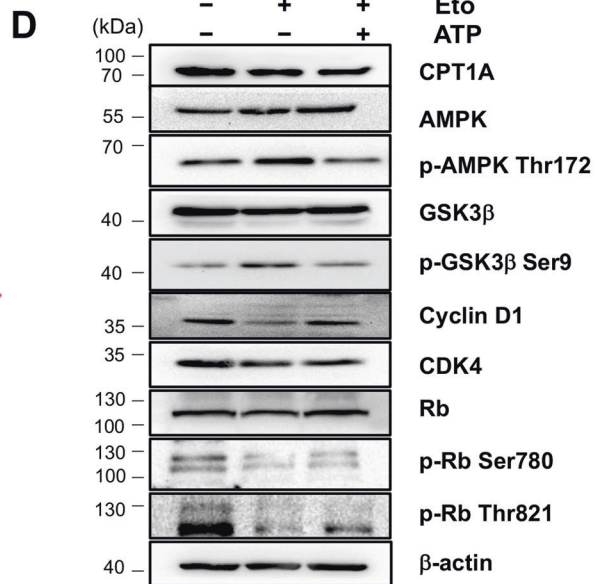 D
(kDa)
− + + Eto
− − + ATP
100
70
CPT1A
55
AMPK
70
p-AMPK Thr172
40
GSK3β
40
p-GSK3β Ser9
35
Cyclin D1
35
CDK4
130
100
Rb
130
100
p-Rb Ser780
130
p-Rb Thr821
40
β-actin